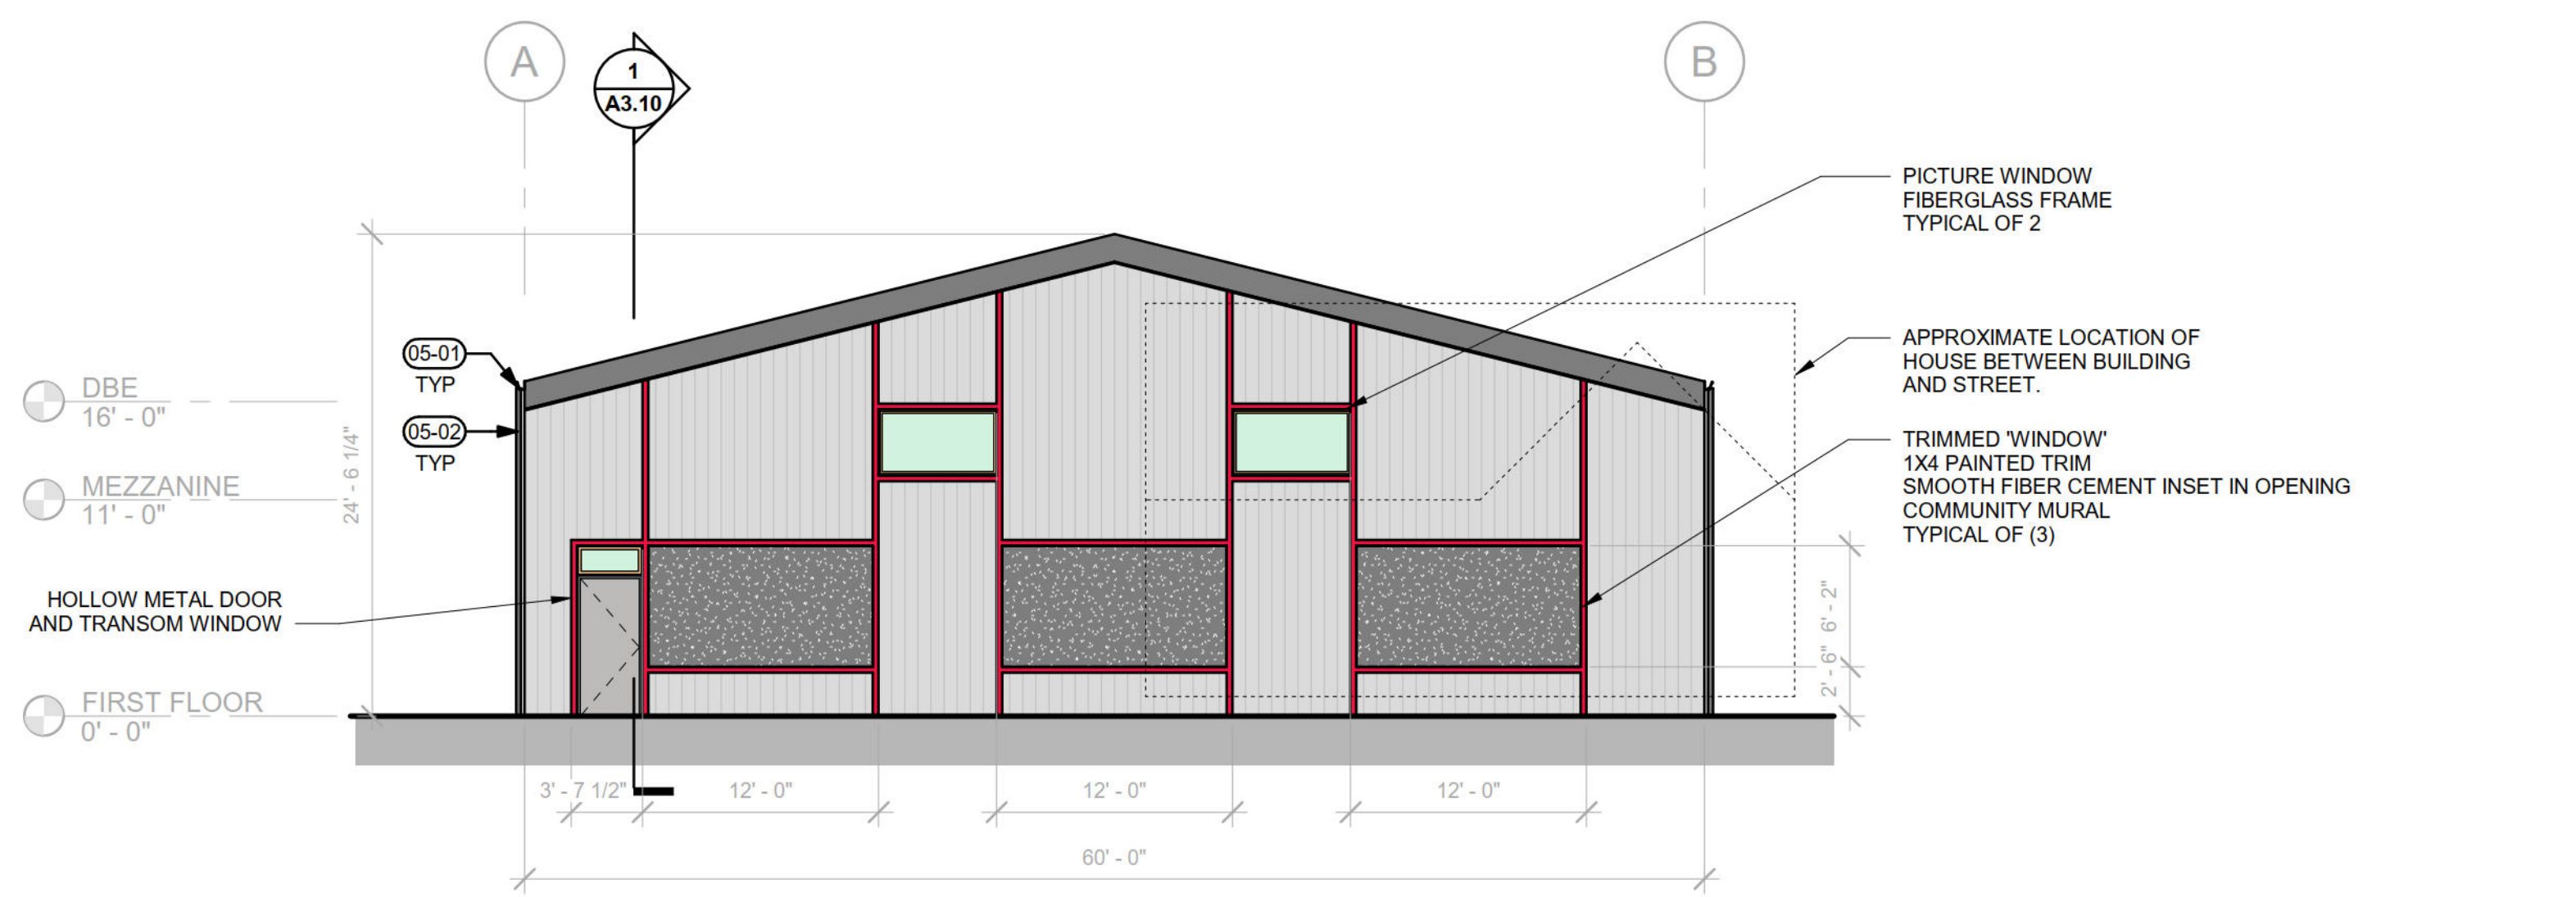 A
B
1
A3.10
PICTURE WINDOW
FIBERGLASS FRAME
TYPICAL OF 2
APPROXIMATE LOCATION OF
HOUSE BETWEEN BUILDING
AND STREET.
05-01
TYP
DBE
16' - 0"
05-02
TYP
24' - 6 1/4"
TRIMMED 'WINDOW'
1X4 PAINTED TRIM
SMOOTH FIBER CEMENT INSET IN OPENING
COMMUNITY MURAL
TYPICAL OF (3)
MEZZANINE
11' - 0"
HOLLOW METAL DOOR
AND TRANSOM WINDOW
6' - 2"
2' - 6"
FIRST FLOOR
0' - 0"
3' - 7 1/2"
12' - 0"
12' - 0"
12' - 0"
60' - 0"